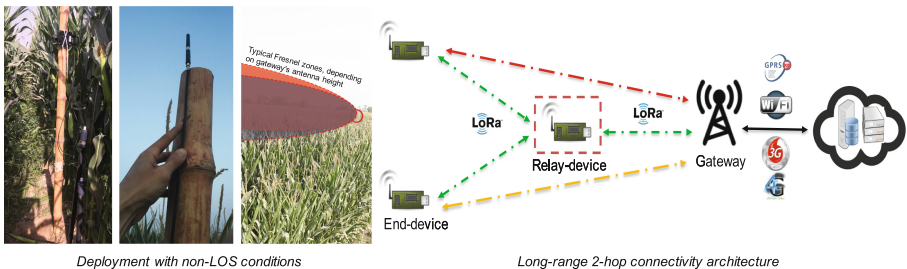 Typical Fresnel zones, depending
on gateway's antenna height
LoRa
LoRa
Relay-device
End-device
Gateway
GPRS
Wi Fi
3G
4G
Deployment with non-LOS conditions
Long-range 2-hop connectivity architecture